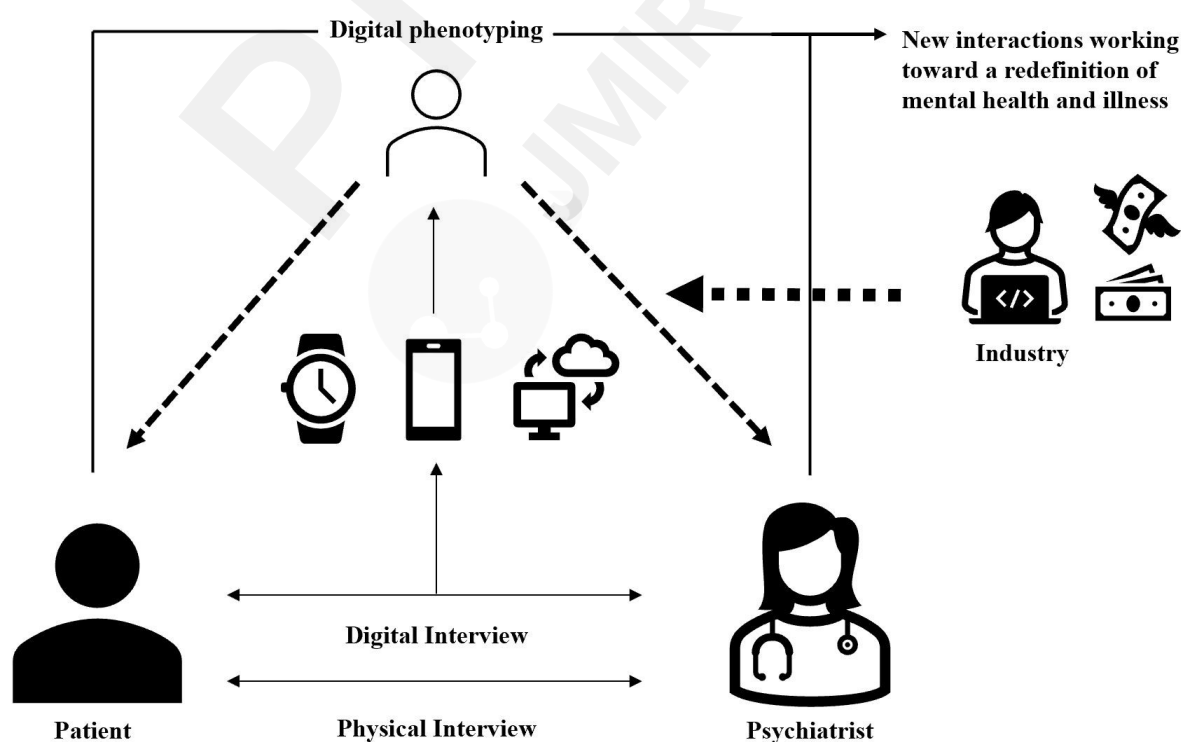 Digital phenotyping
New interactions working
toward a redefinition of
mental health and illness
</>
Industry
Digital Interview
Physical Interview
Patient
Psychiatrist
JMIR